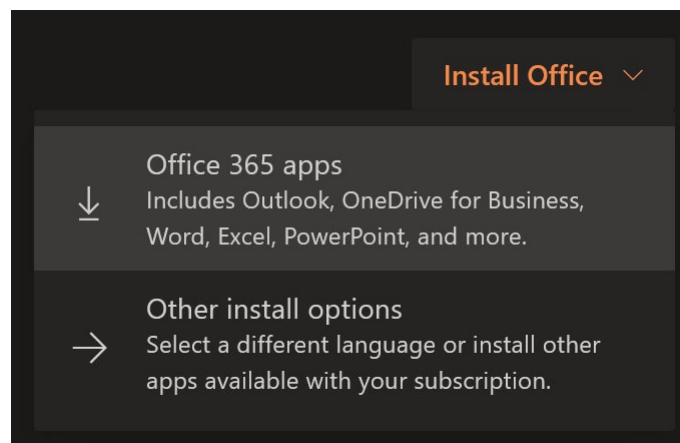 Install Office
Office 365 apps
Includes Outlook, OneDrive for Business,
Word, Excel, PowerPoint, and more.
Other install options
Select a different language or install other
apps available with your subscription.